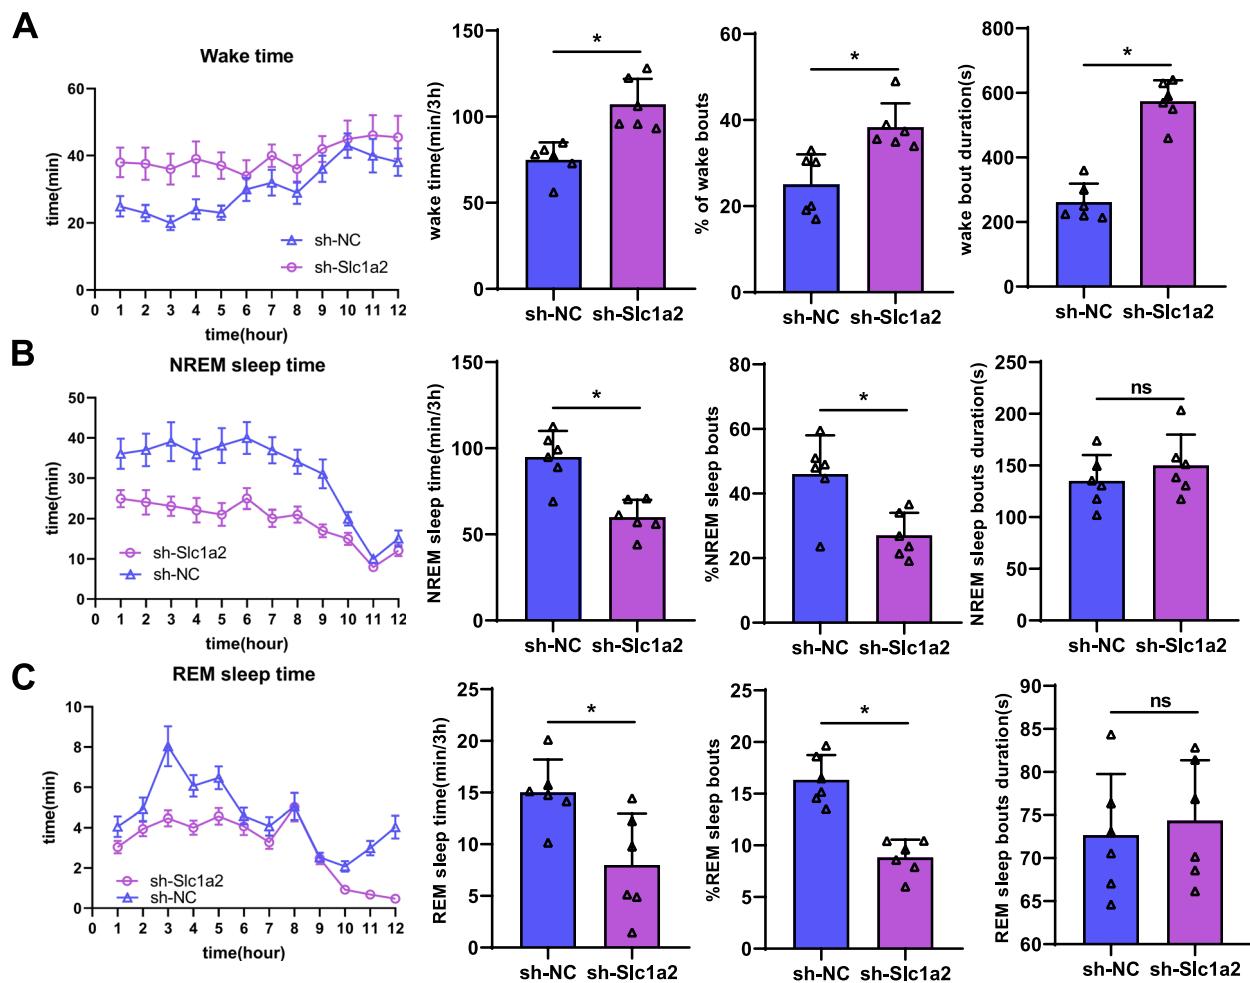 A
Wake time
time(min)
60
40
20
0
sh-NC
sh-Slc1a2
0 1 2 3 4 5 6 7 8 9 10 11 12
time(hour)
wake time(min/3h)
150
100
50
0
*
sh-NC sh-Slc1a2
% of wake bouts
60
40
20
0
*
sh-NC sh-Slc1a2
wake bout duration(s)
800
600
400
200
0
*
sh-NC sh-Slc1a2
B
NREM sleep time
time(min)
50
40
30
20
10
0
sh-Slc1a2
sh-NC
0 1 2 3 4 5 6 7 8 9 10 11 12
time(hour)
NREM sleep time(min/3h)
150
100
50
0
*
sh-NC sh-Slc1a2
%NREM sleep bouts
80
60
40
20
0
*
sh-NC sh-Slc1a2
NREM sleep bouts duration(s)
250
200
150
100
50
0
ns
sh-NC sh-Slc1a2
C
REM sleep time
time(min)
10
8
6
4
2
0
sh-Slc1a2
sh-NC
0 1 2 3 4 5 6 7 8 9 10 11 12
time(hour)
REM sleep time(min/3h)
25
20
15
10
5
0
*
sh-NC sh-Slc1a2
%REM sleep bouts
25
20
15
10
5
0
*
sh-NC sh-Slc1a2
REM sleep bouts duration(s)
90
85
80
75
70
65
60
ns
sh-NC sh-Slc1a2